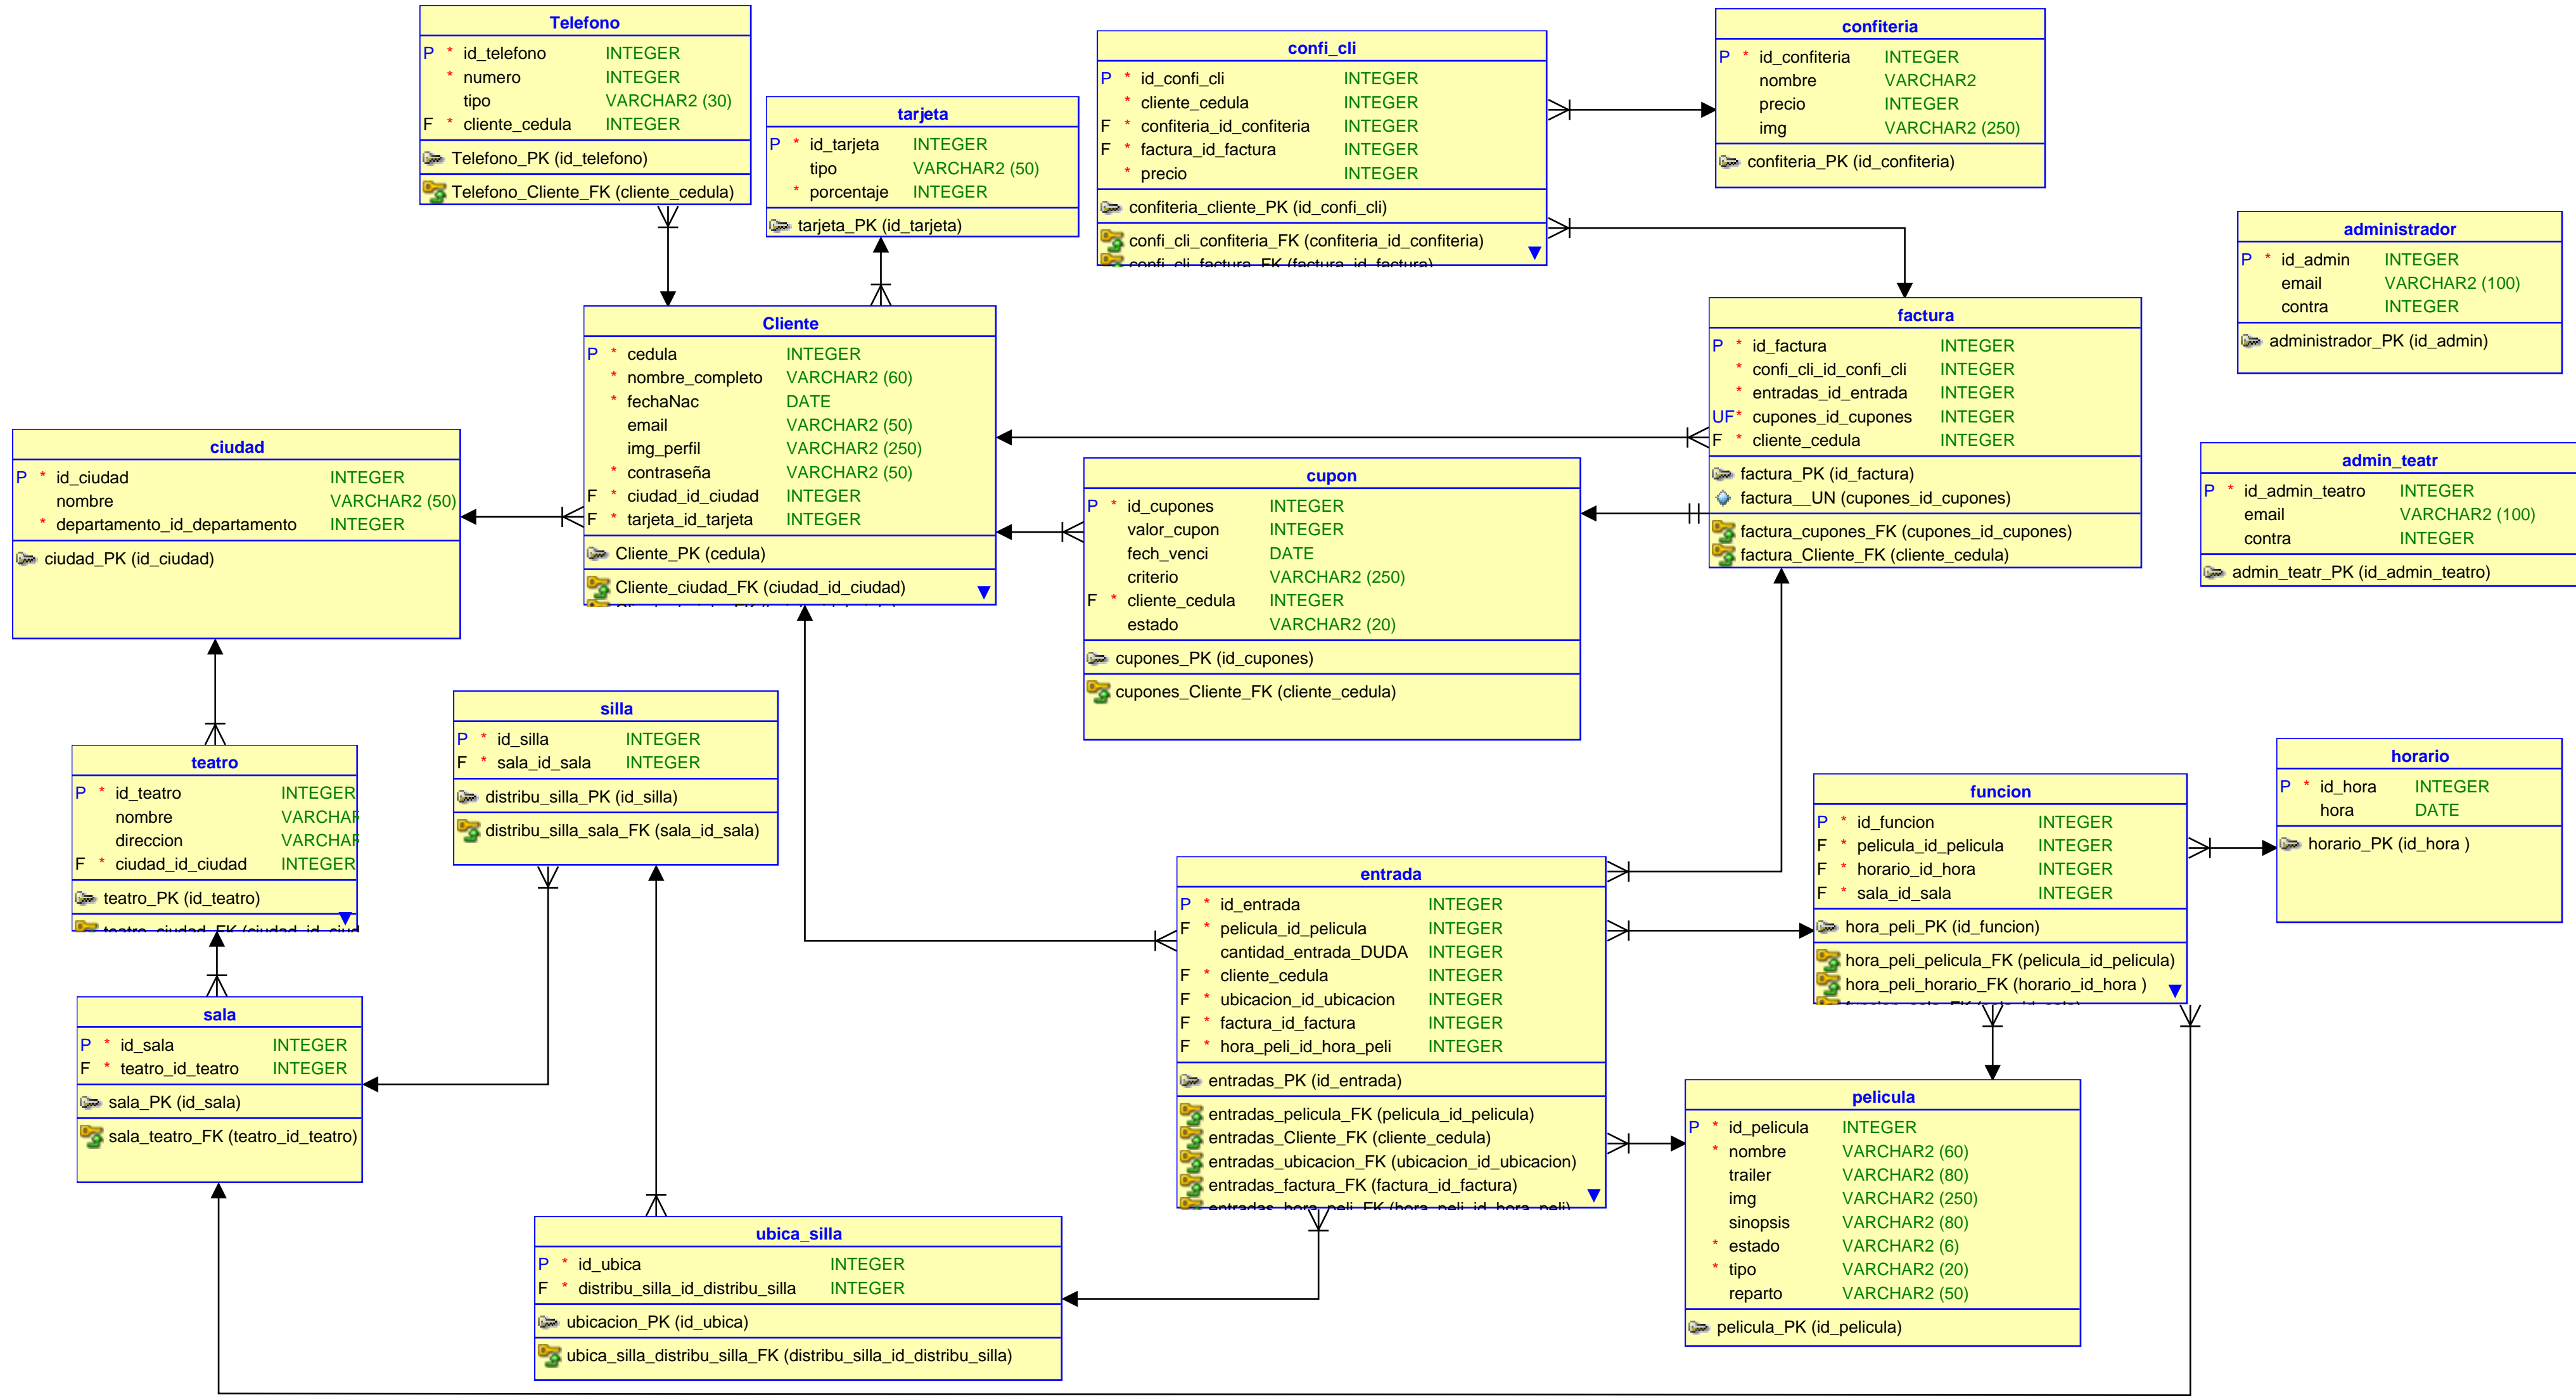 Telefono
P * id_telefono INTEGER
* numero INTEGER
tipo VARCHAR2 (30)
F * cliente_cedula INTEGER
Telefono_PK (id_telefono)
Telefono_Cliente_FK (cliente_cedula)
tarjeta
P * id_tarjeta INTEGER
tipo VARCHAR2 (50)
* porcentaje INTEGER
tarjeta_PK (id_tarjeta)
confi_cli
P * id_confi_cli INTEGER
* cliente_cedula INTEGER
F * confiteria_id_confiteria INTEGER
F * factura_id_factura INTEGER
* precio INTEGER
confiteria_cliente_PK (id_confi_cli)
confi_cli_confiteria_FK (confiteria_id_confiteria)
confi_cli_factura_FK (factura_id_factura)
confiteria
P * id_confiteria INTEGER
nombre VARCHAR2
precio INTEGER
img VARCHAR2 (250)
confiteria_PK (id_confiteria)
administrador
P * id_admin INTEGER
email VARCHAR2 (100)
contra INTEGER
administrador_PK (id_admin)
Cliente
P * cedula INTEGER
* nombre_completo VARCHAR2 (60)
* fechaNac DATE
email VARCHAR2 (50)
img_perfil VARCHAR2 (250)
* contraseña VARCHAR2 (50)
F * ciudad_id_ciudad INTEGER
F * tarjeta_id_tarjeta INTEGER
Cliente_PK (cedula)
Cliente_ciudad_FK (ciudad_id_ciudad)
factura
P * id_factura INTEGER
* confi_cli_id_confi_cli INTEGER
* entradas_id_entrada INTEGER
UF * cupones_id_cupones INTEGER
F * cliente_cedula INTEGER
factura_PK (id_factura)
factura__UN (cupones_id_cupones)
factura_cupones_FK (cupones_id_cupones)
factura_Cliente_FK (cliente_cedula)
ciudad
P * id_ciudad INTEGER
nombre VARCHAR2 (50)
* departamento_id_departamento INTEGER
ciudad_PK (id_ciudad)
cupon
P * id_cupones INTEGER
valor_cupon INTEGER
fech_venci DATE
criterio VARCHAR2 (250)
F * cliente_cedula INTEGER
estado VARCHAR2 (20)
cupones_PK (id_cupones)
cupones_Cliente_FK (cliente_cedula)
admin_teatr
P * id_admin_teatro INTEGER
email VARCHAR2 (100)
contra INTEGER
admin_teatr_PK (id_admin_teatro)
silla
P * id_silla INTEGER
F * sala_id_sala INTEGER
distribu_silla_PK (id_silla)
distribu_silla_sala_FK (sala_id_sala)
teatro
P * id_teatro INTEGER
nombre VARCHAR
direccion VARCHAR
F * ciudad_id_ciudad INTEGER
teatro_PK (id_teatro)
teatro_ciudad_FK (ciudad_id_ciud
horario
P * id_hora INTEGER
hora DATE
horario_PK (id_hora )
funcion
P * id_funcion INTEGER
F * pelicula_id_pelicula INTEGER
F * horario_id_hora INTEGER
F * sala_id_sala INTEGER
hora_peli_PK (id_funcion)
hora_peli_pelicula_FK (pelicula_id_pelicula)
hora_peli_horario_FK (horario_id_hora )
entrada
P * id_entrada INTEGER
F * pelicula_id_pelicula INTEGER
cantidad_entrada_DUDA INTEGER
F * cliente_cedula INTEGER
F * ubicacion_id_ubicacion INTEGER
F * factura_id_factura INTEGER
F * hora_peli_id_hora_peli INTEGER
entradas_PK (id_entrada)
entradas_pelicula_FK (pelicula_id_pelicula)
entradas_Cliente_FK (cliente_cedula)
entradas_ubicacion_FK (ubicacion_id_ubicacion)
entradas_factura_FK (factura_id_factura)
entradas_hora_peli_FK (hora_peli_id_hora_peli)
sala
P * id_sala INTEGER
F * teatro_id_teatro INTEGER
sala_PK (id_sala)
sala_teatro_FK (teatro_id_teatro)
pelicula
P * id_pelicula INTEGER
* nombre VARCHAR2 (60)
trailer VARCHAR2 (80)
img VARCHAR2 (250)
sinopsis VARCHAR2 (80)
* estado VARCHAR2 (6)
* tipo VARCHAR2 (20)
reparto VARCHAR2 (50)
pelicula_PK (id_pelicula)
ubica_silla
P * id_ubica INTEGER
F * distribu_silla_id_distribu_silla INTEGER
ubicacion_PK (id_ubica)
ubica_silla_distribu_silla_FK (distribu_silla_id_distribu_silla)